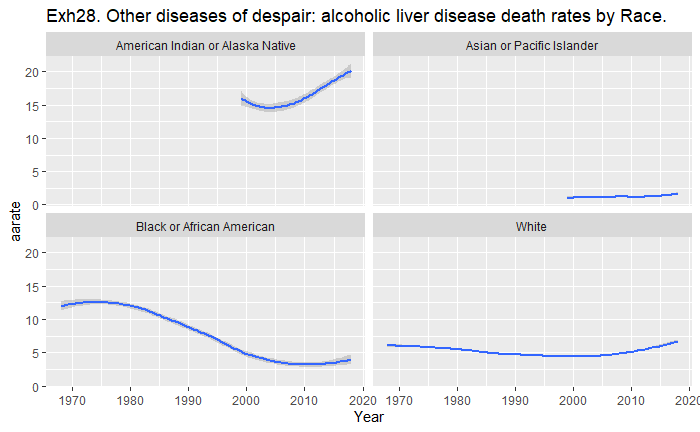 Exh28. Other diseases of despair: alcoholic liver disease death rates by Race.
American Indian or Alaska Native
Asian or Pacific Islander
20
15
10
5
0
Black or African American
White
20
15
10
5
0
aarate
1970 1980 1990 2000 2010 2020
1970 1980 1990 2000 2010 2020
Year